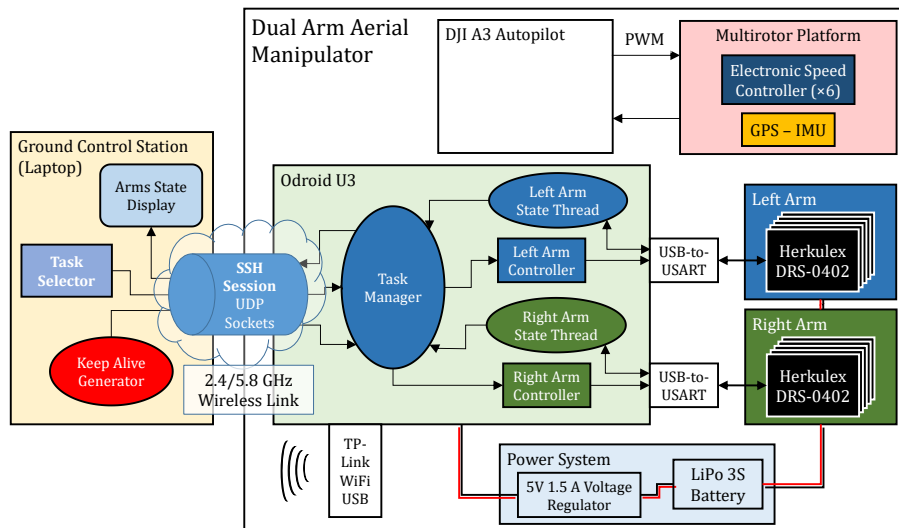 Dual Arm Aerial
Manipulator
DJI A3 Autopilot
PWM
Multirotor Platform
Electronic Speed
Controller (×6)
GPS – IMU
Ground Control Station
(Laptop)
Arms State
Display
Task
Selector
Keep Alive
Generator
SSH
Session
UDP
Sockets
2.4/5.8 GHz
Wireless Link
Odroid U3
Task
Manager
Left Arm
State Thread
Left Arm
Controller
Right Arm
State Thread
Right Arm
Controller
USB-to-
USART
USB-to-
USART
Left Arm
Herkulex
DRS-0402
Right Arm
Herkulex
DRS-0402
TP-
Link
WiFi
USB
Power System
5V 1.5 A Voltage
Regulator
LiPo 3S
Battery